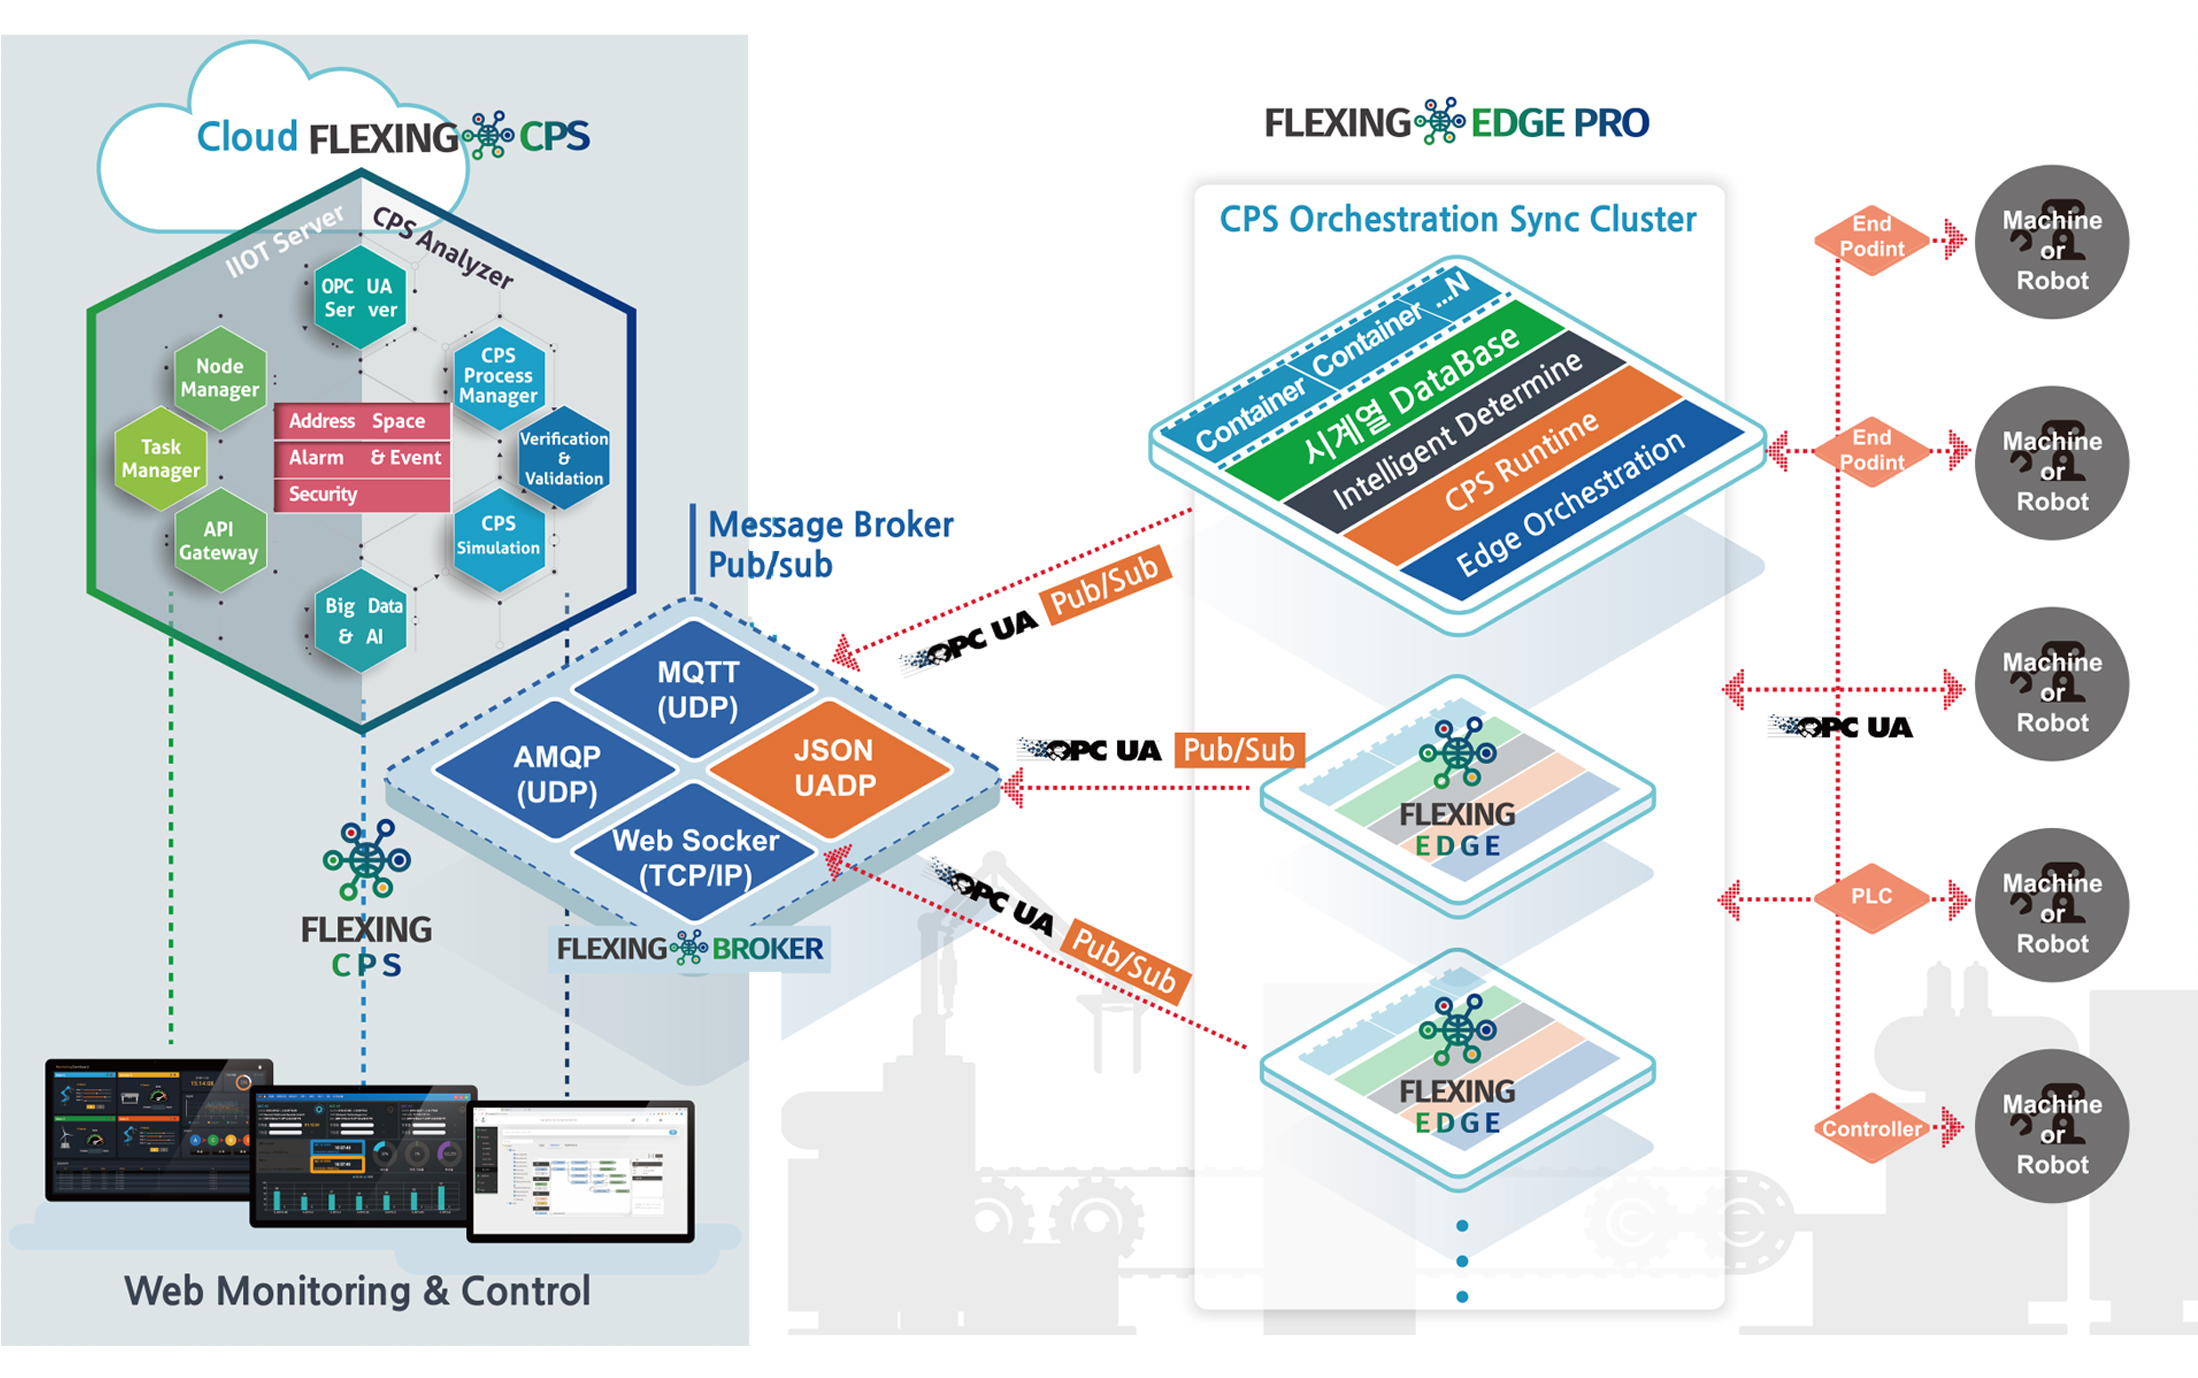 Cloud FLEXING CPS
IIOT Server
CPS Analyzer
OPC UA
Ser ver
Node
Manager
CPS
Process
Manager
Address Space
Alarm & Event
Security
Task
Manager
Verification
&
Validation
API
Gateway
CPS
Simulation
Big Data
& AI
FLEXING
CPS
Web Monitoring & Control
Message Broker
Pub/sub
MQTT
(UDP)
AMQP
(UDP)
JSON
UADP
Web Socker
(TCP/IP)
FLEXING BROKER
OPC UA Pub/Sub
OPC UA Pub/Sub
OPC UA Pub/Sub
FLEXING EDGE PRO
CPS Orchestration Sync Cluster
Container Container ...N
시계열 DataBase
Intelligent Determine
CPS Runtime
Edge Orchestration
FLEXING
EDGE
FLEXING
EDGE
End
Podint
Machine
or
Robot
End
Podint
Machine
or
Robot
OPC UA
Machine
or
Robot
PLC
Machine
or
Robot
Controller
Machine
or
Robot